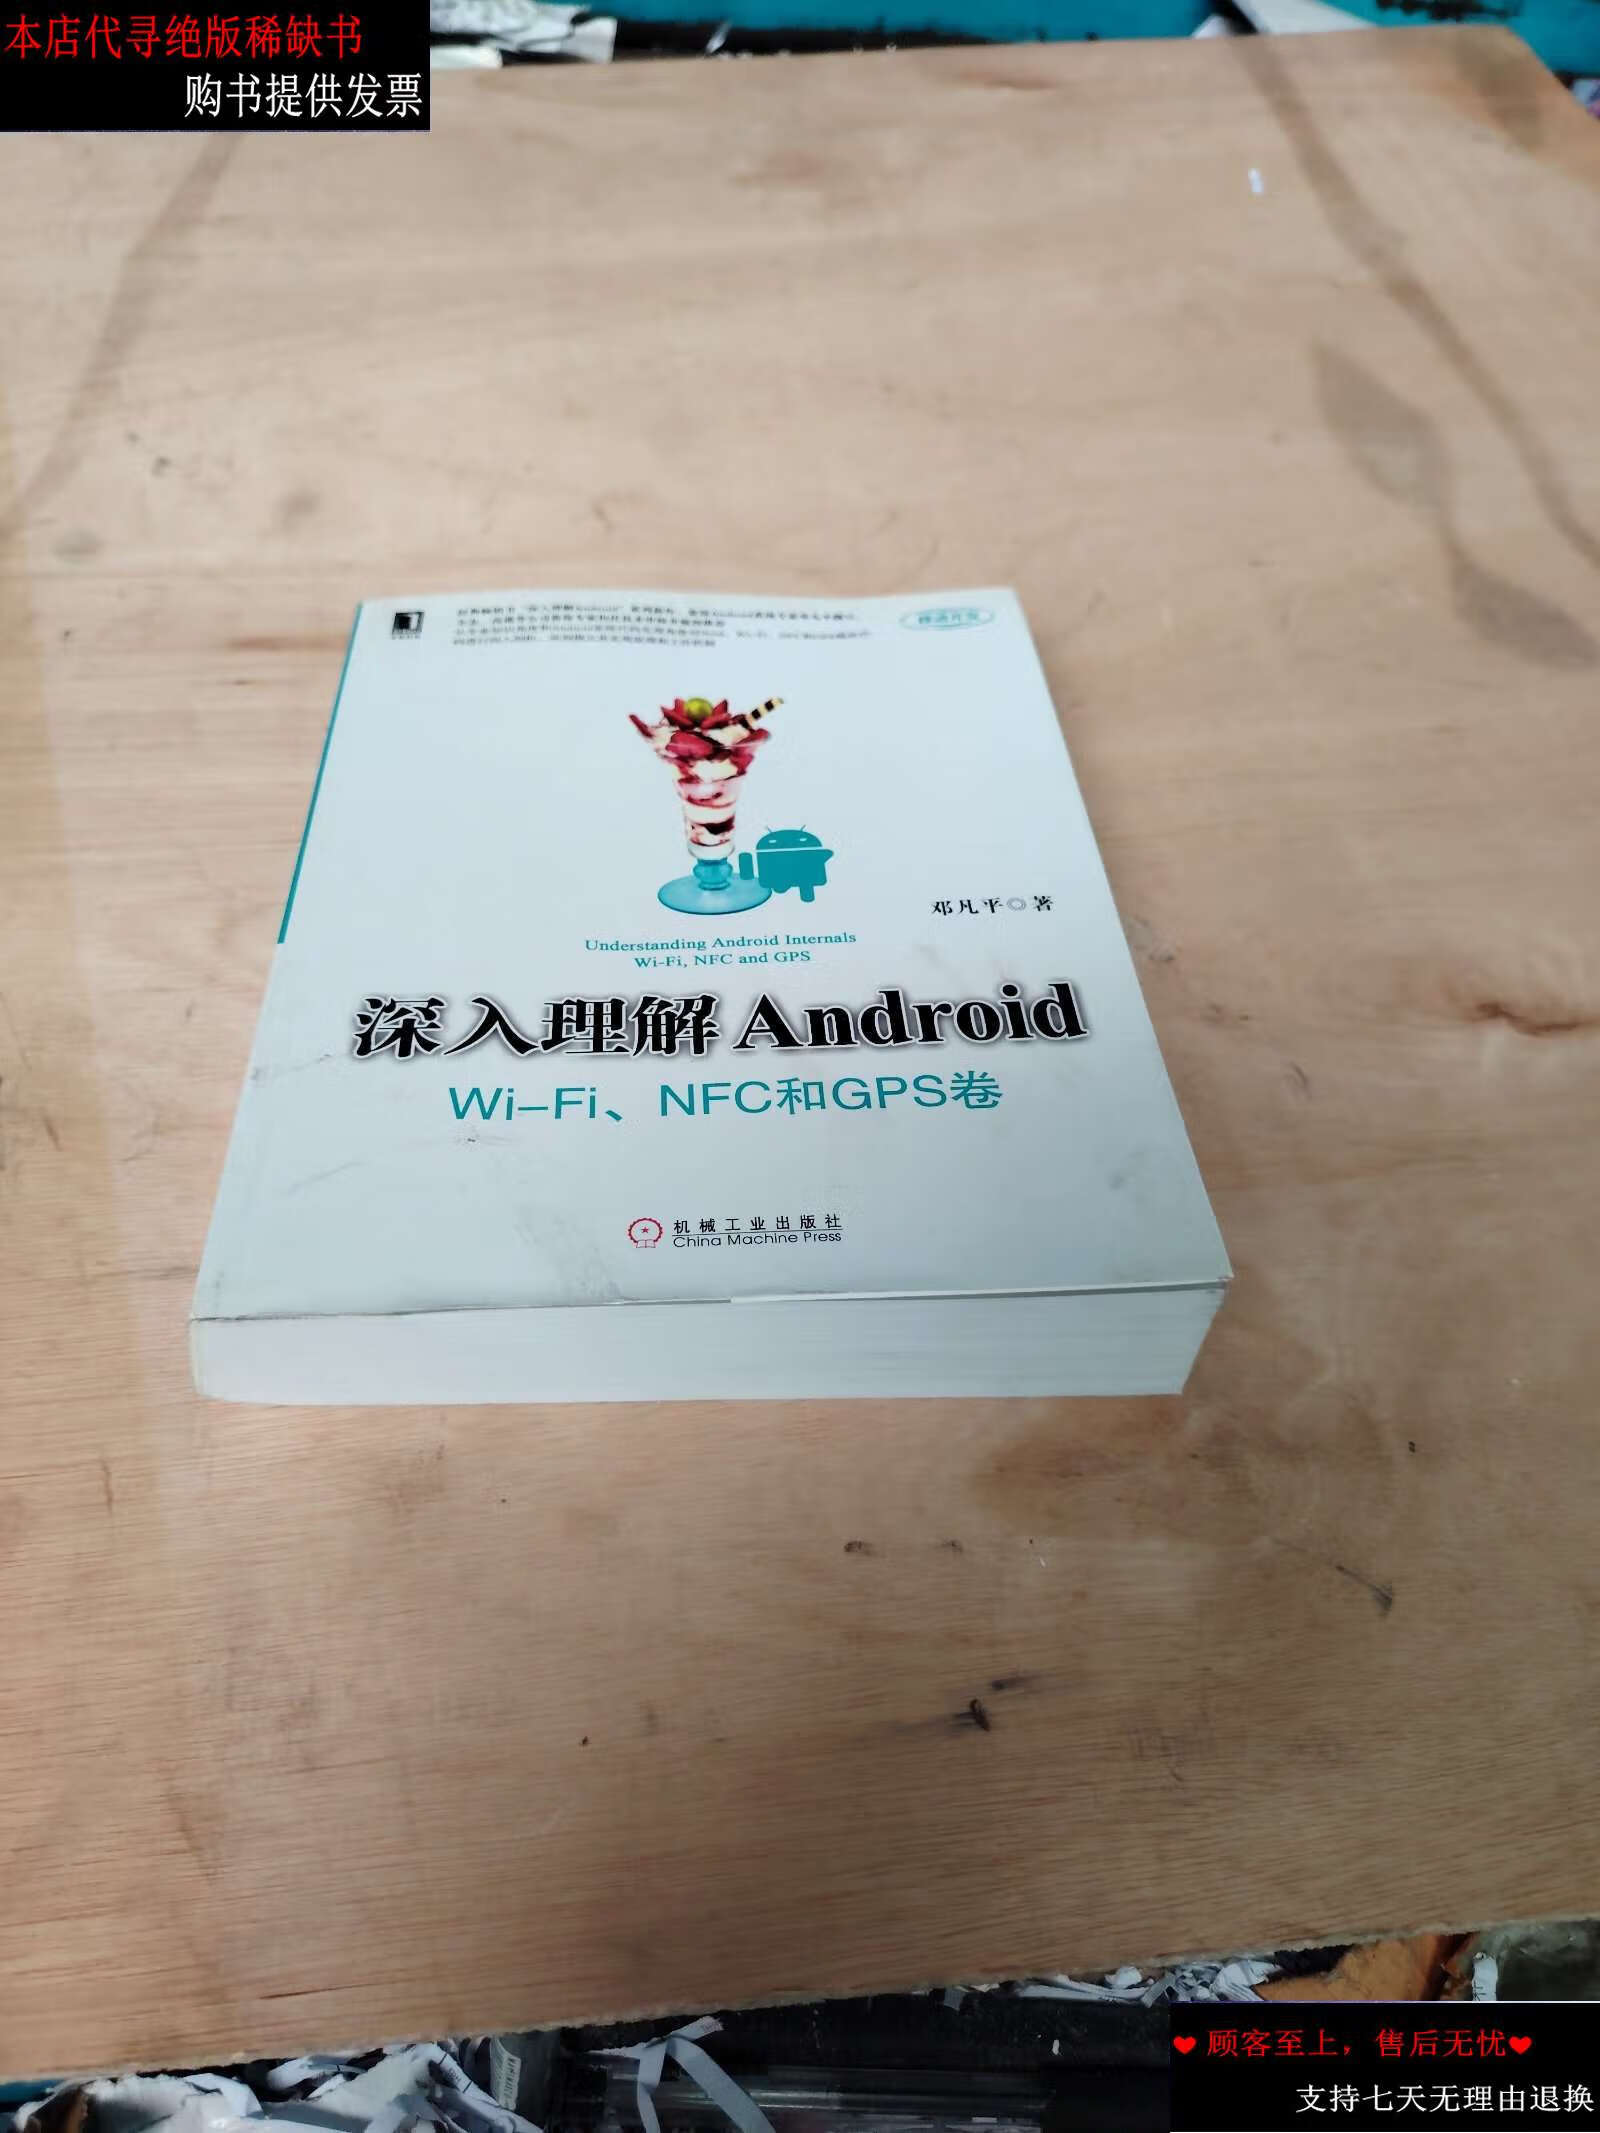 本店代寻绝版稀缺书
购书提供发票
邓凡平◎著
Understanding Android Internals
Wi-Fi, NFC and GPS
深入理解Android
Wi-Fi、NFC和GPS卷
机械工业出版社
China Machine Press
❤顾客至上，售后无忧❤
支持七天无理由退换